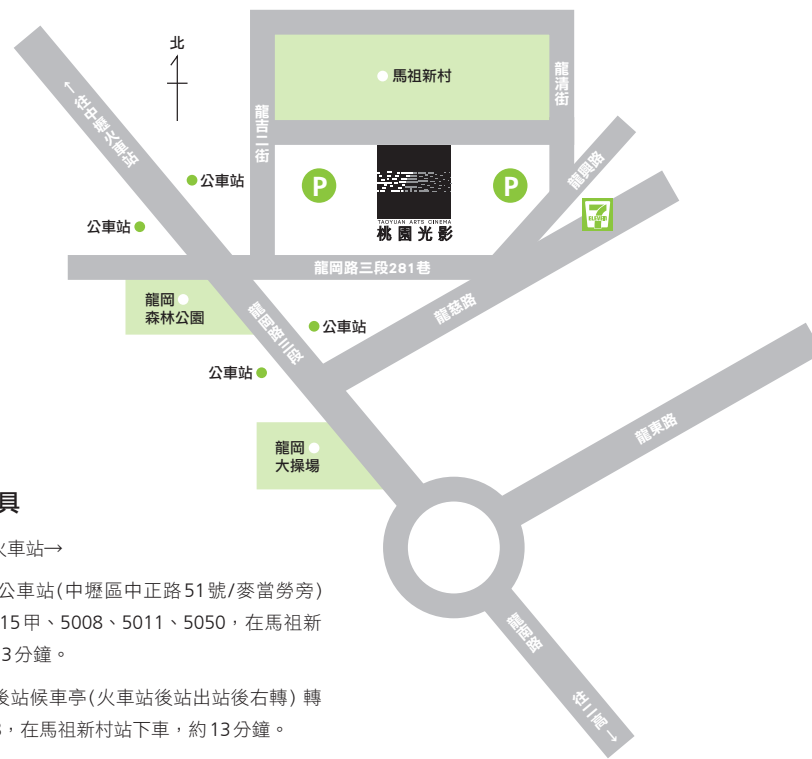 北
← 往中壢火車站
龍吉二街
馬祖新村
龍清街
龍興路
公車站
P
TAOYUAN ARTS CINEMA
桃園光影
P
7
ELEVEN
公車站
龍岡路三段281巷
龍岡
森林公園
龍岡路三段
公車站
龍慈路
公車站
龍東路
龍岡
大操場
龍南路
往二高 →
具
火車站→
公車站(中壢區中正路51號/麥當勞旁)
15甲、5008、5011、5050，在馬祖新
3分鐘。
後站候車亭(火車站後站出站後右轉) 轉
，在馬祖新村站下車，約13分鐘。